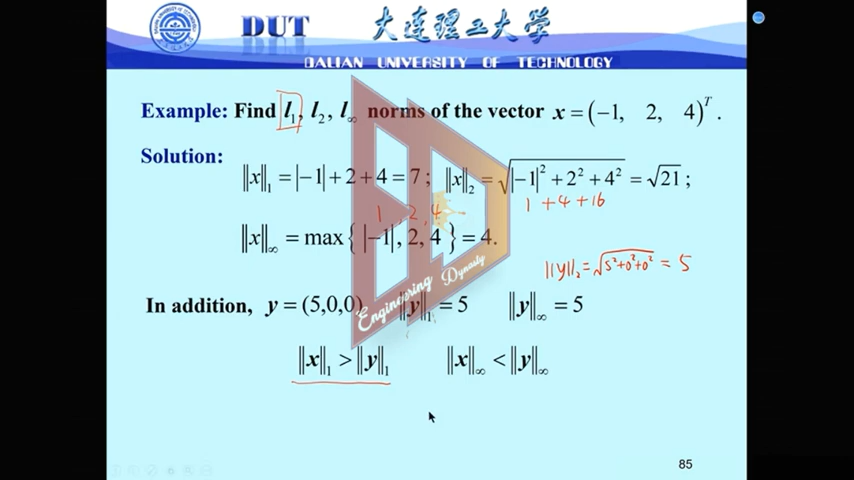 DUT 大连理工大学
DALIAN UNIVERSITY OF TECHNOLOGY
Example: Find l₁, l₂, l∞ norms of the vector x = (−1, 2, 4)ᵀ.
Solution:
‖x‖₁ = |−1| + 2 + 4 = 7; ‖x‖₂ = √(|−1|² + 2² + 4²) = √21;
1 + 4 + 16
1, 2, 4
‖x‖∞ = max{ |−1|, 2, 4 } = 4.
‖y‖₂ = √(5²+0²+0²) = 5
Engineering Dynasty
In addition, y = (5,0,0) ‖y‖₁ = 5 ‖y‖∞ = 5
‖x‖₁ > ‖y‖₁ ‖x‖∞ < ‖y‖∞
85